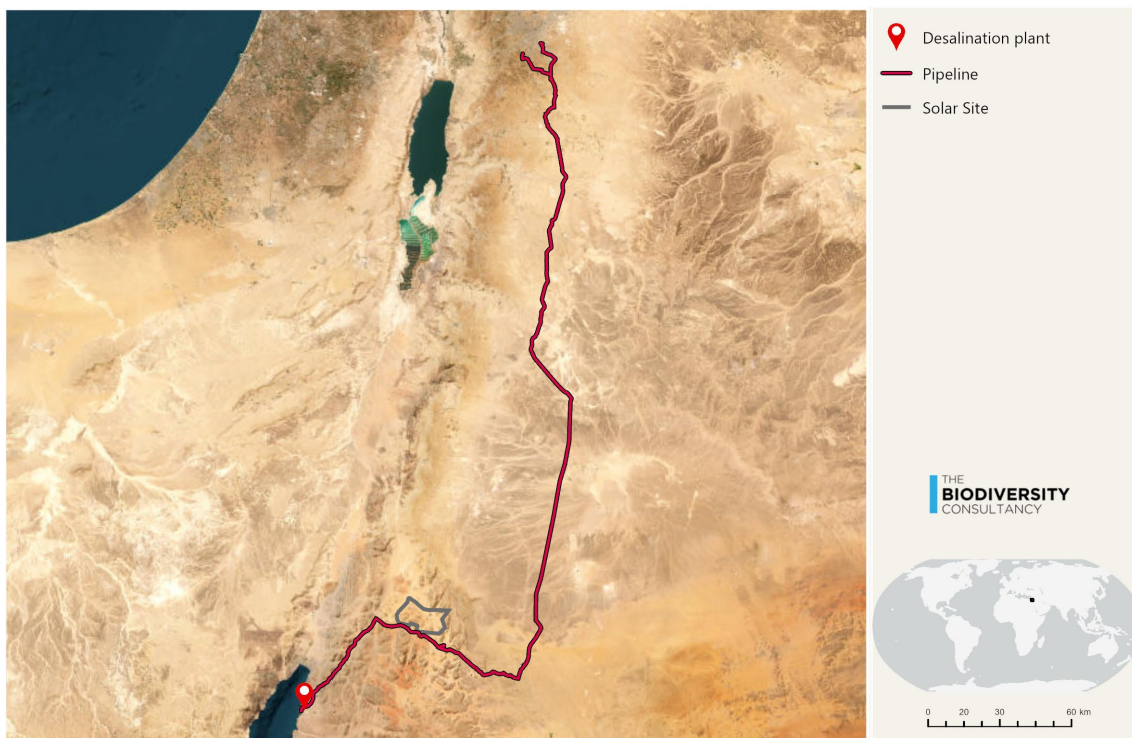 Desalination plant
Pipeline
Solar Site
THE
BIODIVERSITY
CONSULTANCY
0 20 30 60 km